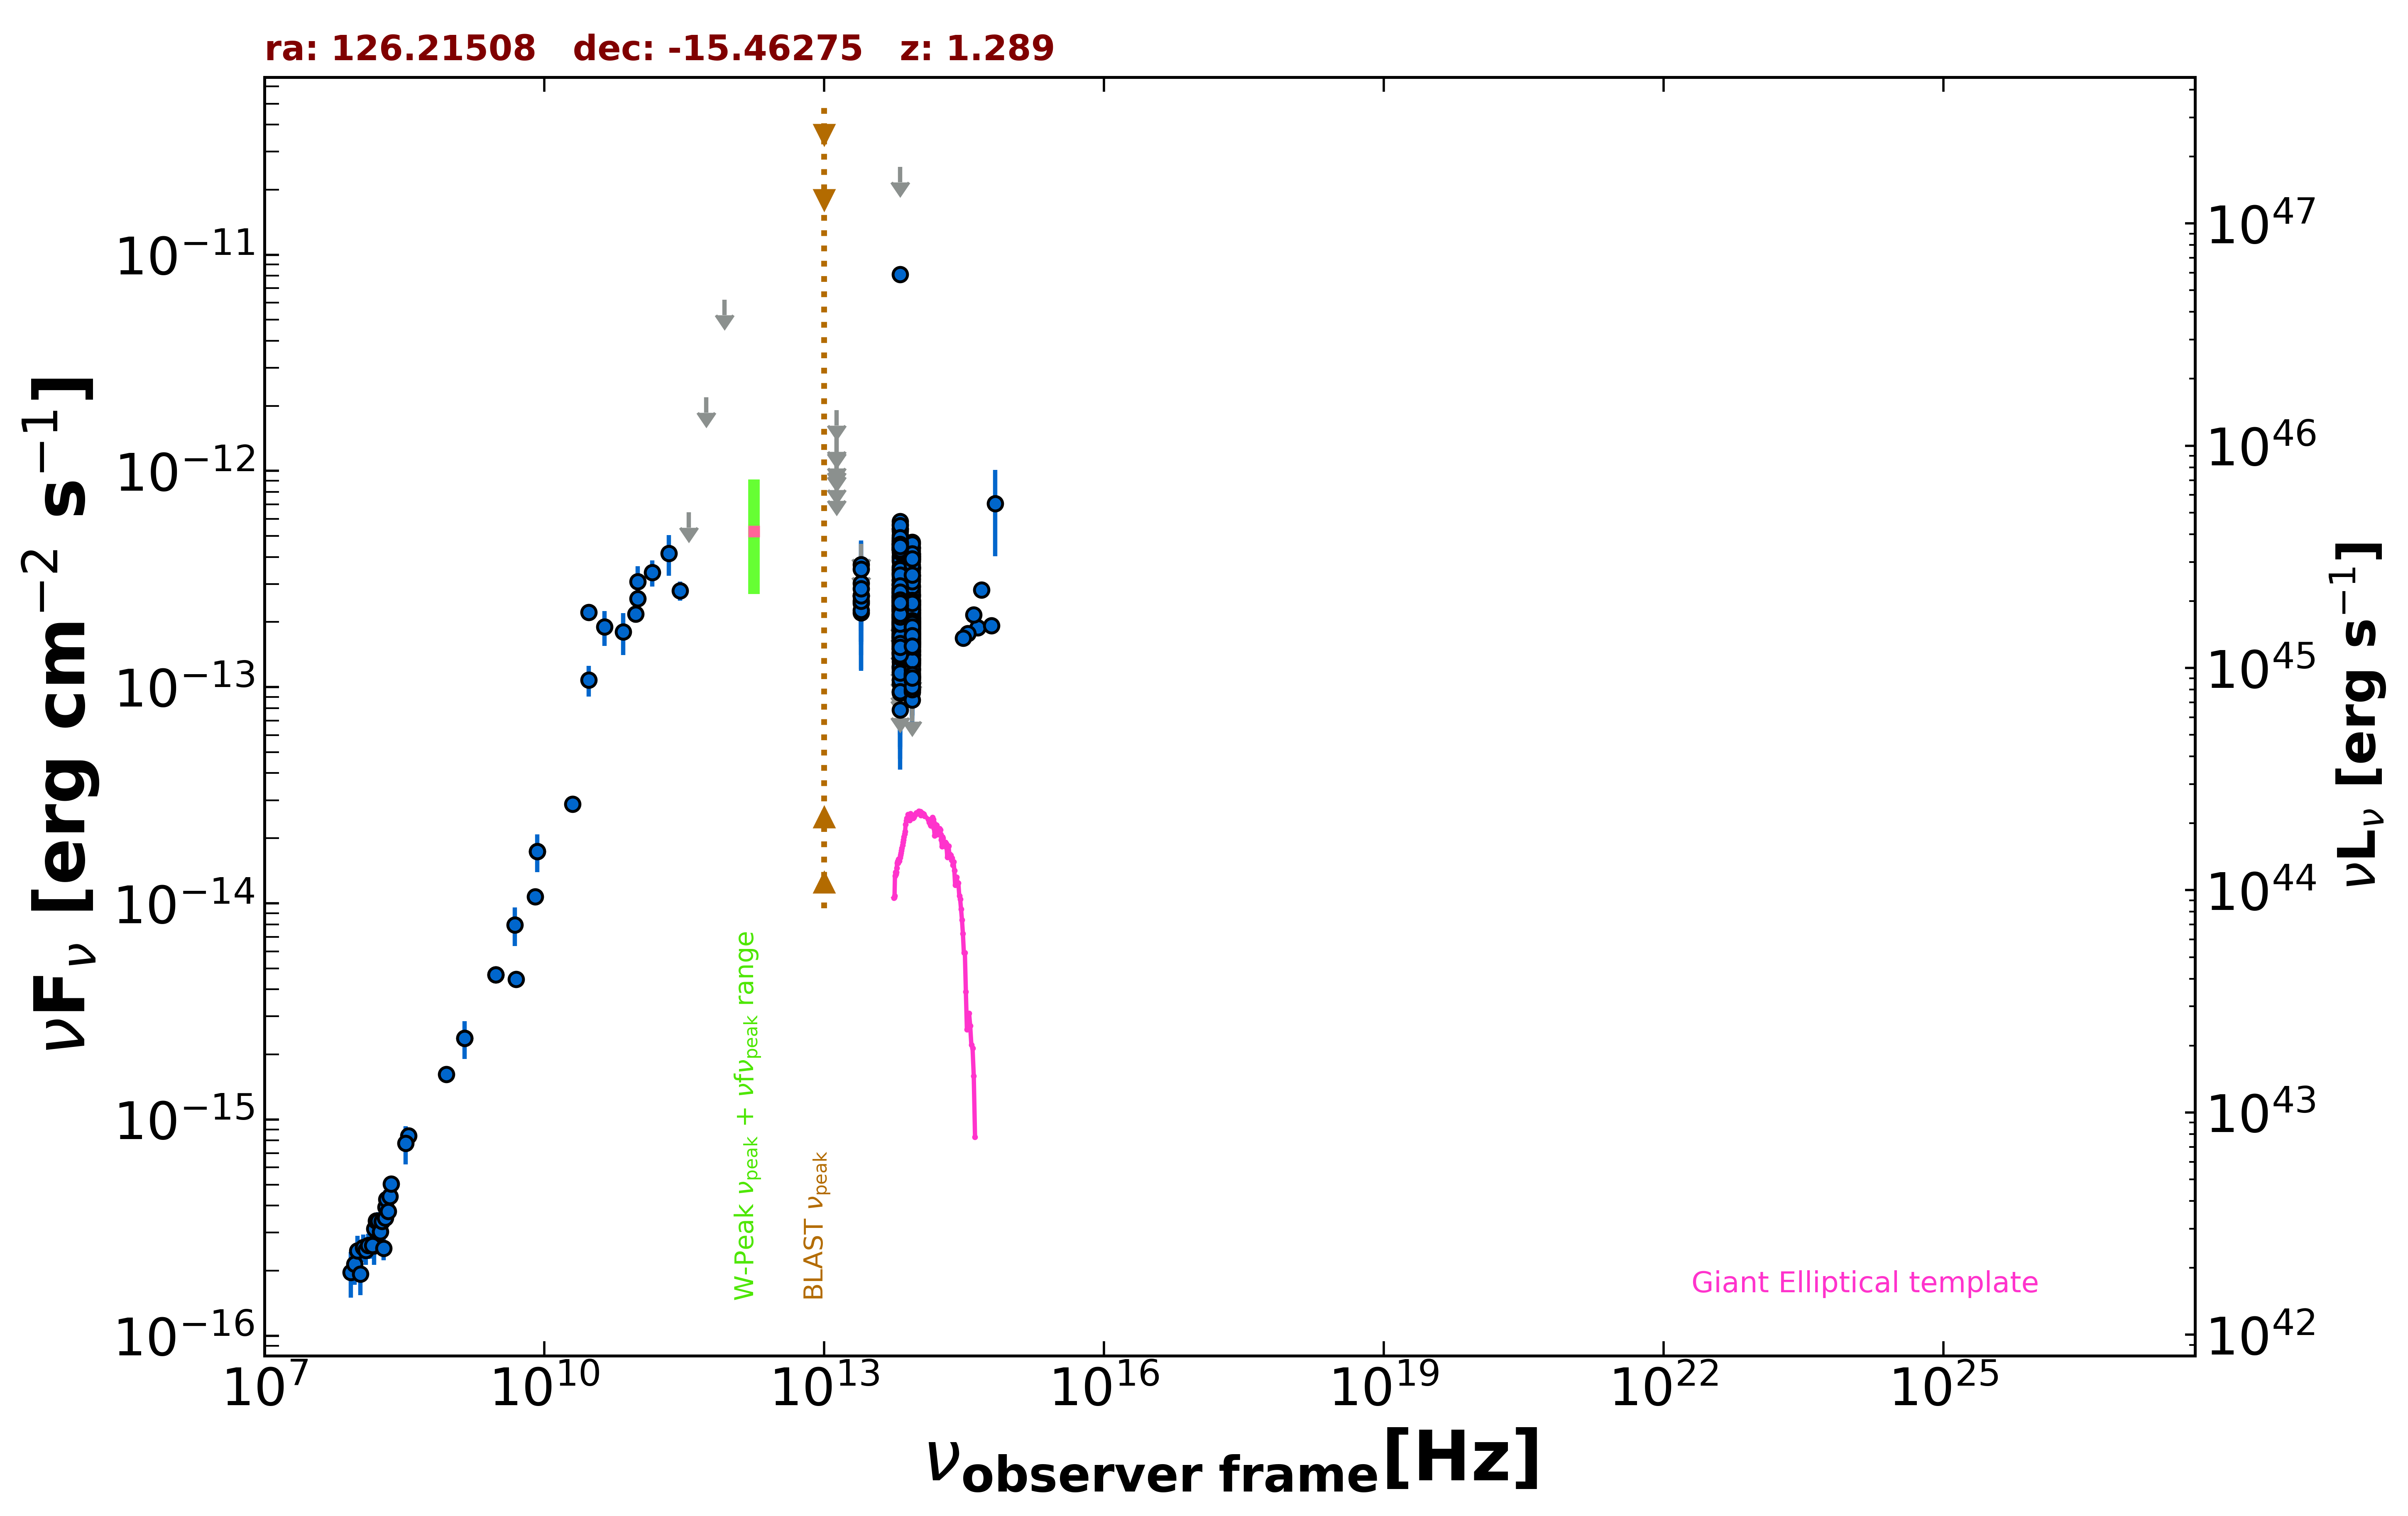 ra: 126.21508   dec: -15.46275   z: 1.289
νFν [erg cm−2 s−1]
10−11
10−12
10−13
10−14
10−15
10−16
1047
1046
1045
1044
1043
1042
νLν [erg s−1]
W-Peak νpeak + νfνpeak range
BLAST νpeak
Giant Elliptical template
107
1010
1013
1016
1019
1022
1025
νobserver frame[Hz]